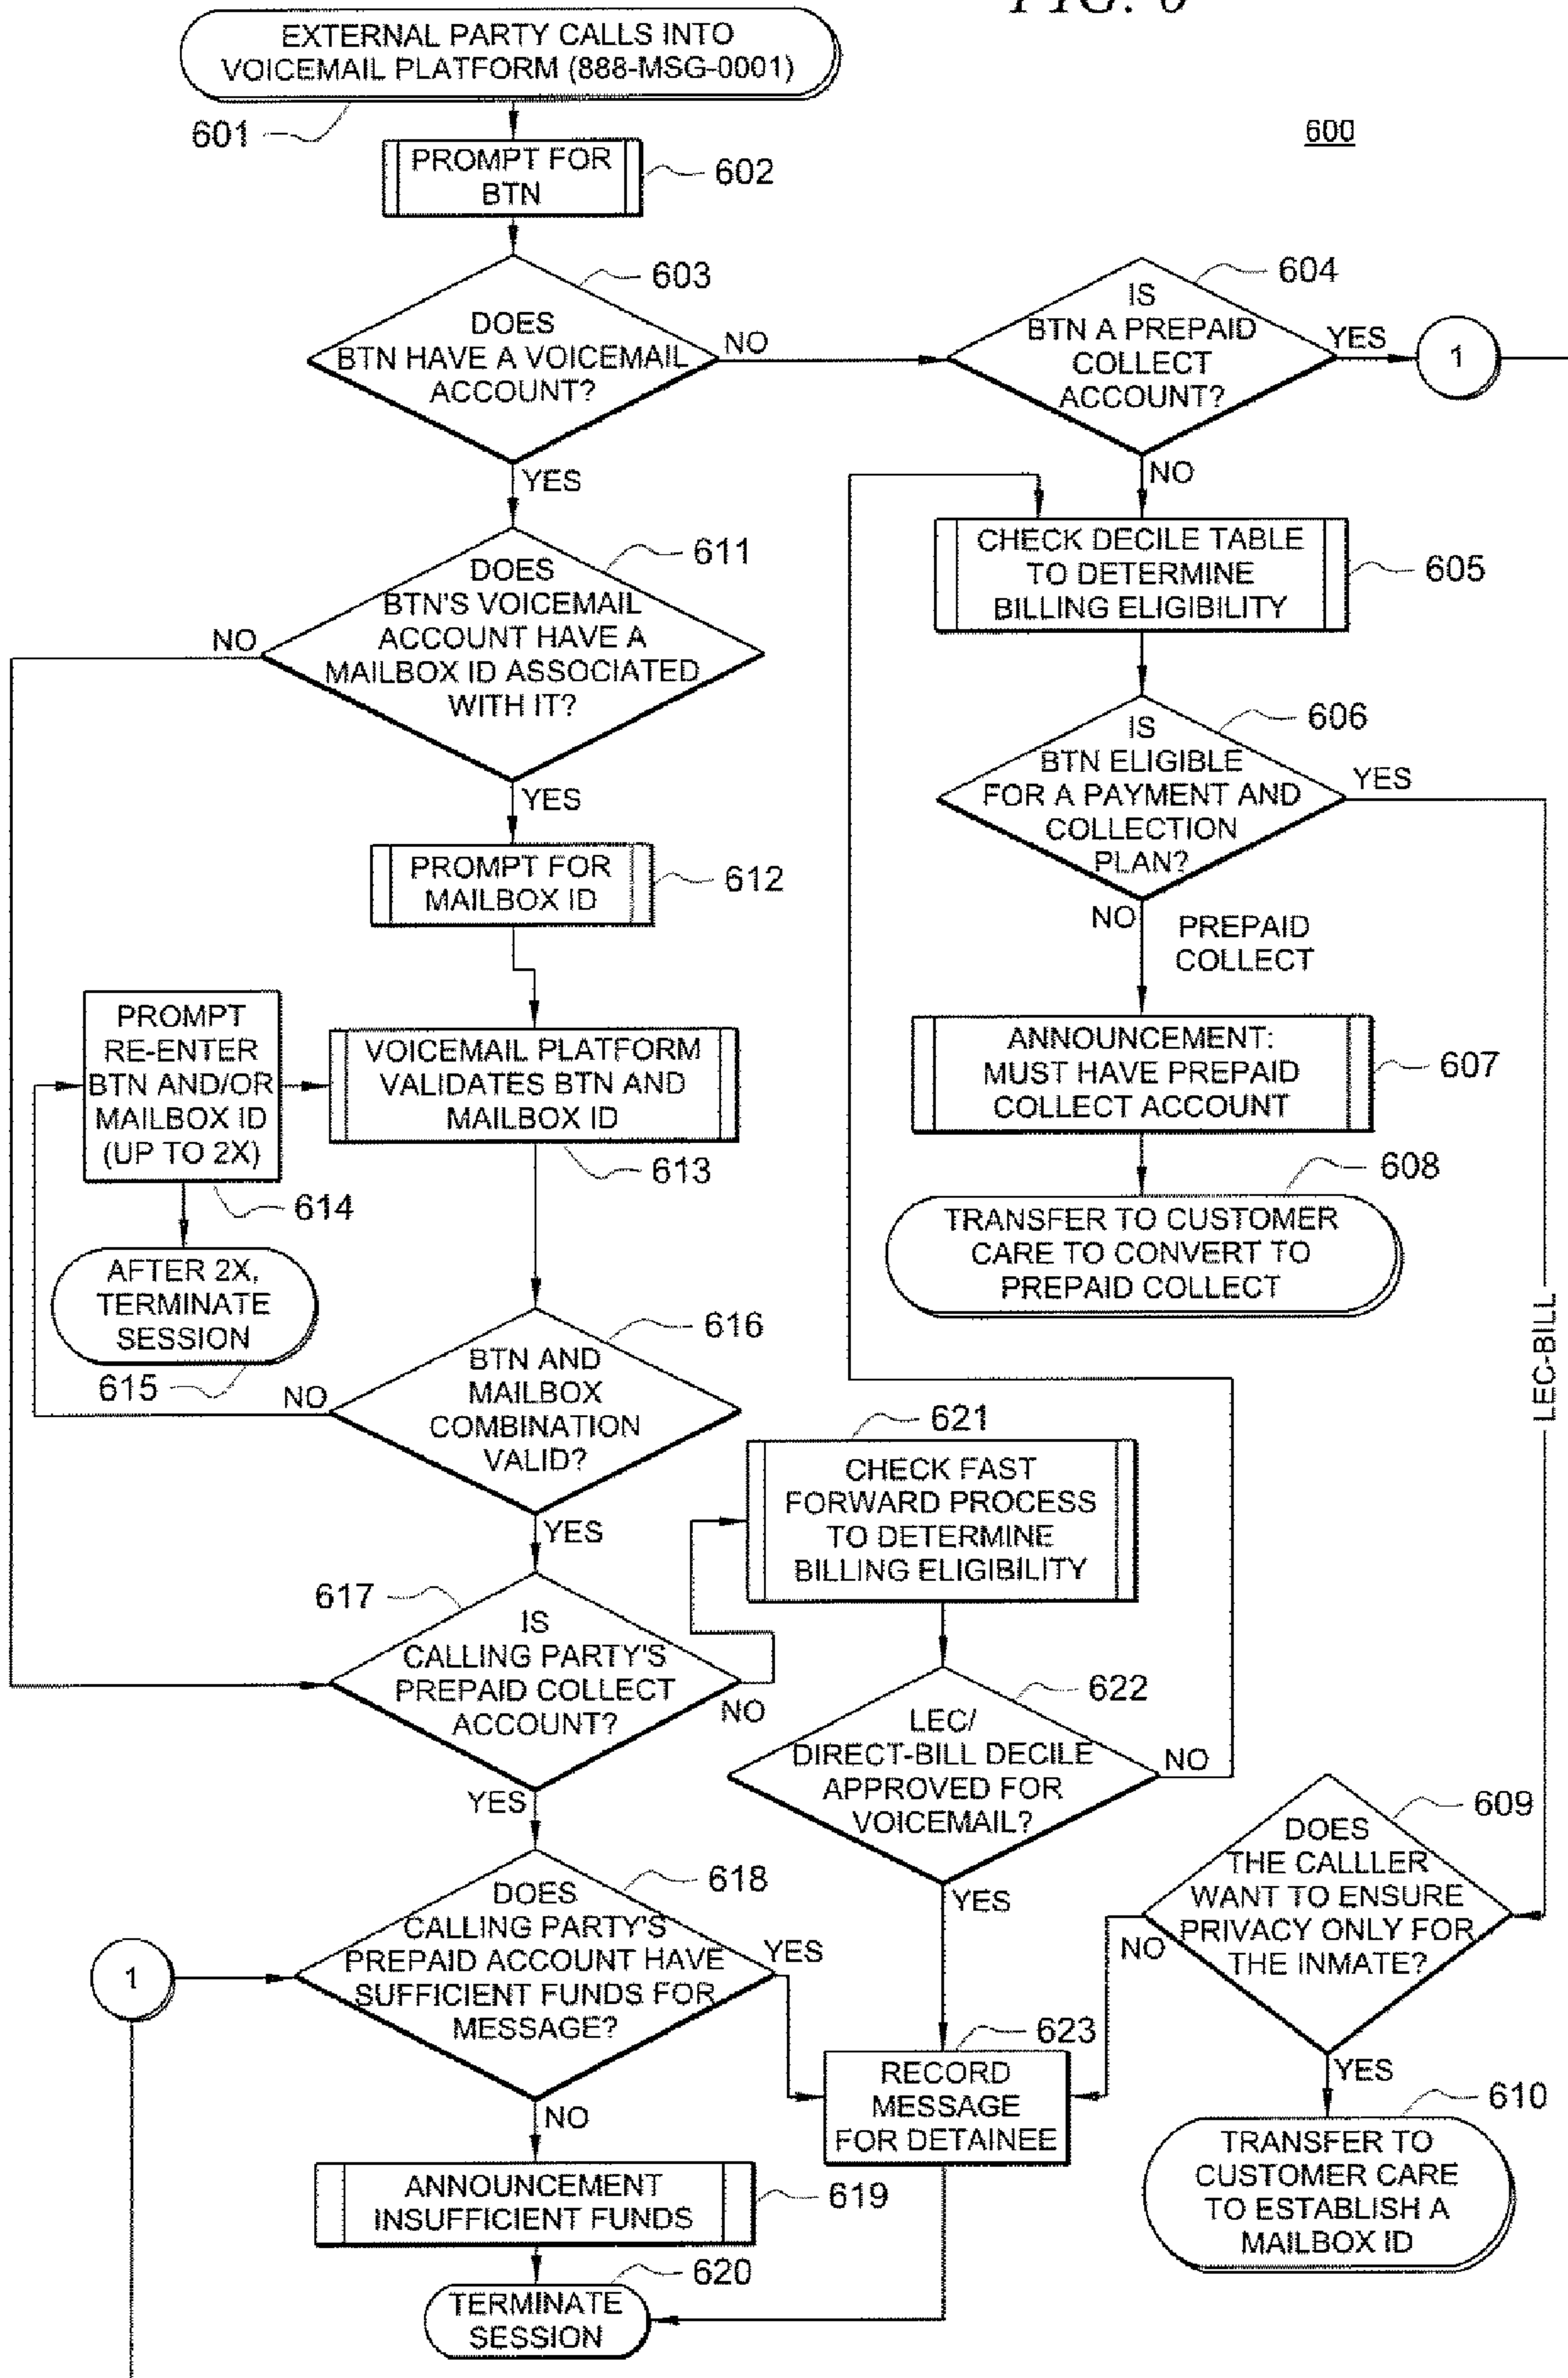 FIG. 6
EXTERNAL PARTY CALLS INTO
VOICEMAIL PLATFORM (888-MSG-0001)
601
600
PROMPT FOR
BTN
602
603
DOES
BTN HAVE A VOICEMAIL
ACCOUNT?
NO
YES
604
IS
BTN A PREPAID
COLLECT
ACCOUNT?
YES
1
NO
611
DOES
BTN'S VOICEMAIL
ACCOUNT HAVE A
MAILBOX ID ASSOCIATED
WITH IT?
NO
YES
CHECK DECILE TABLE
TO DETERMINE
BILLING ELIGIBILITY
605
606
IS
BTN ELIGIBLE
FOR A PAYMENT AND
COLLECTION
PLAN?
YES
NO
PREPAID
COLLECT
PROMPT FOR
MAILBOX ID
612
PROMPT
RE-ENTER
BTN AND/OR
MAILBOX ID
(UP TO 2X)
614
VOICEMAIL PLATFORM
VALIDATES BTN AND
MAILBOX ID
613
ANNOUNCEMENT:
MUST HAVE PREPAID
COLLECT ACCOUNT
607
608
TRANSFER TO CUSTOMER
CARE TO CONVERT TO
PREPAID COLLECT
AFTER 2X,
TERMINATE
SESSION
615
616
BTN AND
MAILBOX
COMBINATION
VALID?
NO
YES
LEC-BILL
621
CHECK FAST
FORWARD PROCESS
TO DETERMINE
BILLING ELIGIBILITY
617
IS
CALLING PARTY'S
PREPAID COLLECT
ACCOUNT?
NO
YES
622
LEC/
DIRECT-BILL DECILE
APPROVED FOR
VOICEMAIL?
NO
YES
609
DOES
THE CALLLER
WANT TO ENSURE
PRIVACY ONLY FOR
THE INMATE?
NO
YES
618
DOES
CALLING PARTY'S
PREPAID ACCOUNT HAVE
SUFFICIENT FUNDS FOR
MESSAGE?
YES
1
NO
623
RECORD
MESSAGE
FOR DETAINEE
610
TRANSFER TO
CUSTOMER CARE
TO ESTABLISH A
MAILBOX ID
ANNOUNCEMENT
INSUFFICIENT FUNDS
619
620
TERMINATE
SESSION